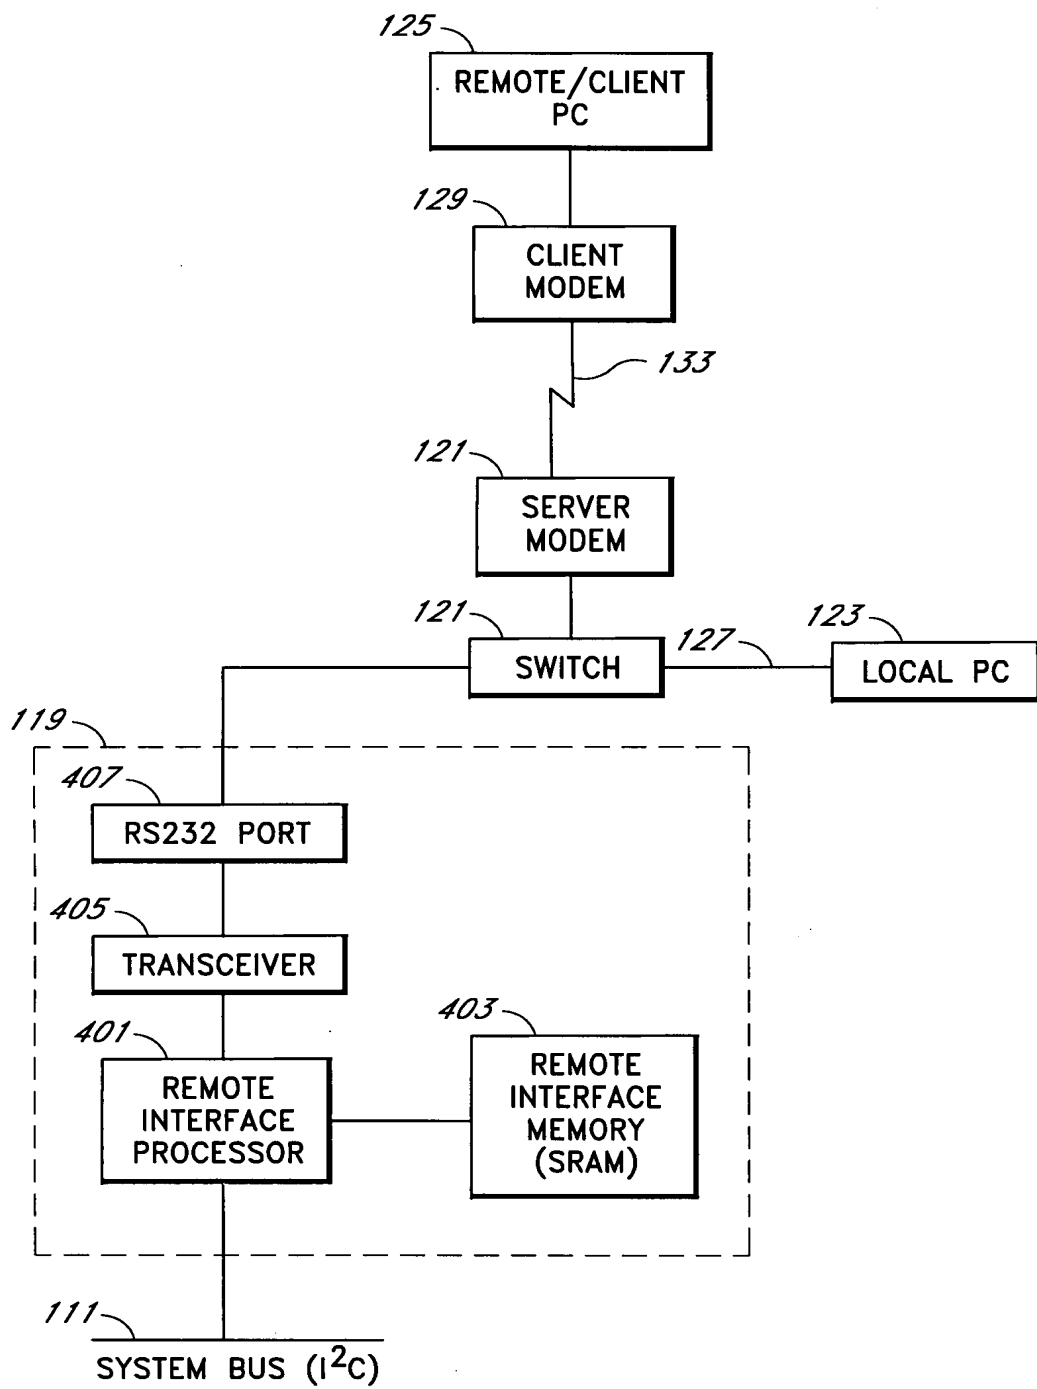 125
REMOTE/CLIENT
PC
129
CLIENT
MODEM
133
121
SERVER
MODEM
121
SWITCH
127
123
LOCAL PC
119
407
RS232 PORT
405
TRANSCEIVER
401
REMOTE
INTERFACE
PROCESSOR
403
REMOTE
INTERFACE
MEMORY
(SRAM)
111
SYSTEM BUS (I²C)